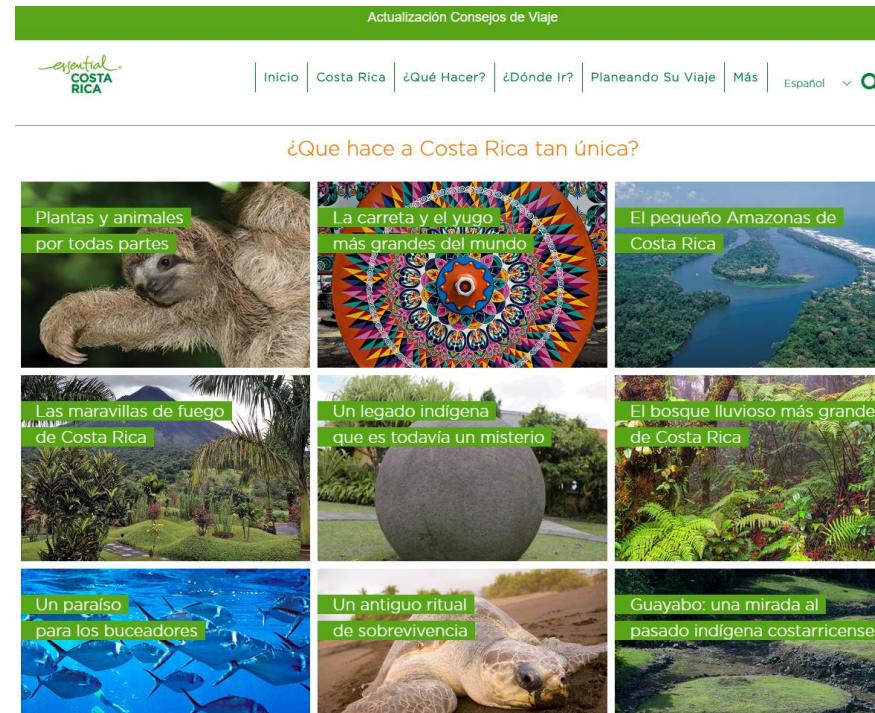 Actualización Consejos de Viaje
essential
COSTA
RICA
Inicio
Costa Rica
¿Qué Hacer?
¿Dónde Ir?
Planeando Su Viaje
Más
Español
¿Que hace a Costa Rica tan única?
Plantas y animales
por todas partes
La carreta y el yugo
más grandes del mundo
El pequeño Amazonas de
Costa Rica
Las maravillas de fuego
de Costa Rica
Un legado indígena
que es todavía un misterio
El bosque lluvioso más grande
de Costa Rica
Un paraíso
para los buceadores
Un antiguo ritual
de sobrevivencia
Guayabo: una mirada al
pasado indígena costarricense